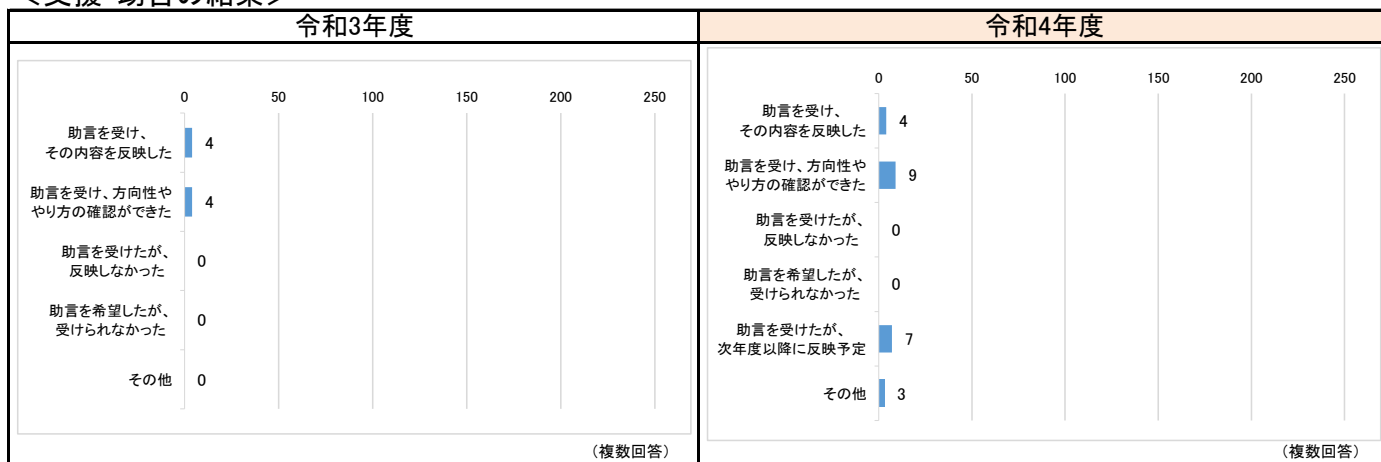 <支援・助言の結果>
令和3年度
0 50 100 150 200 250
助言を受け、
その内容を反映した 4
助言を受け、方向性や
やり方の確認ができた 4
助言を受けたが、
反映しなかった 0
助言を希望したが、
受けられなかった 0
その他 0
(複数回答)
令和4年度
0 50 100 150 200 250
助言を受け、
その内容を反映した 4
助言を受け、方向性や
やり方の確認ができた 9
助言を受けたが、
反映しなかった 0
助言を希望したが、
受けられなかった 0
助言を受けたが、
次年度以降に反映予定 7
その他 3
(複数回答)